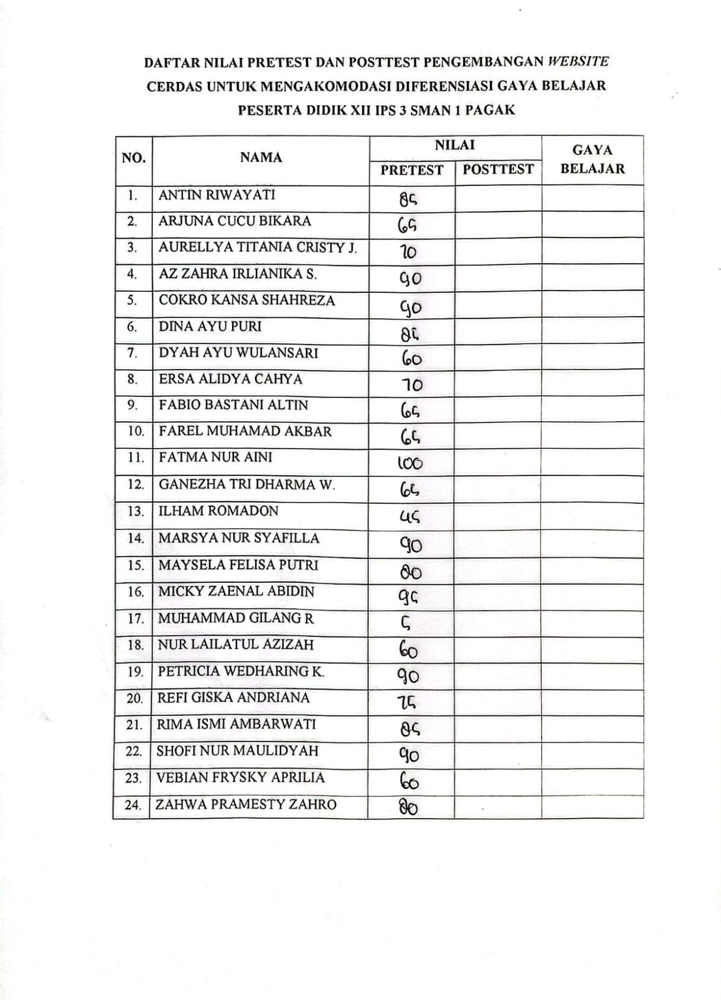 DAFTAR NILAI PRETEST DAN POSTTEST PENGEMBANGAN WEBSITE
CERDAS UNTUK MENGAKOMODASI DIFERENSIASI GAYA BELAJAR
PESERTA DIDIK XII IPS 3 SMAN 1 PAGAK
NO. NAMA NILAI GAYA BELAJAR
PRETEST POSTTEST
1. ANTIN RIWAYATI 85
2. ARJUNA CUCU BIKARA 65
3. AURELLYA TITANIA CRISTY J. 70
4. AZ ZAHRA IRLIANIKA S. 90
5. COKRO KANSA SHAHREZA 90
6. DINA AYU PURI 85
7. DYAH AYU WULANSARI 60
8. ERSA ALIDYA CAHYA 70
9. FABIO BASTANI ALTIN 65
10. FAREL MUHAMAD AKBAR 65
11. FATMA NUR AINI 100
12. GANEZHA TRI DHARMA W. 65
13. ILHAM ROMADON 45
14. MARSYA NUR SYAFILLA 90
15. MAYSELA FELISA PUTRI 80
16. MICKY ZAENAL ABIDIN 95
17. MUHAMMAD GILANG R 5
18. NUR LAILATUL AZIZAH 60
19. PETRICIA WEDHARING K. 90
20. REFI GISKA ANDRIANA 75
21. RIMA ISMI AMBARWATI 85
22. SHOFI NUR MAULIDYAH 90
23. VEBIAN FRYSKY APRILIA 60
24. ZAHWA PRAMESTY ZAHRO 80